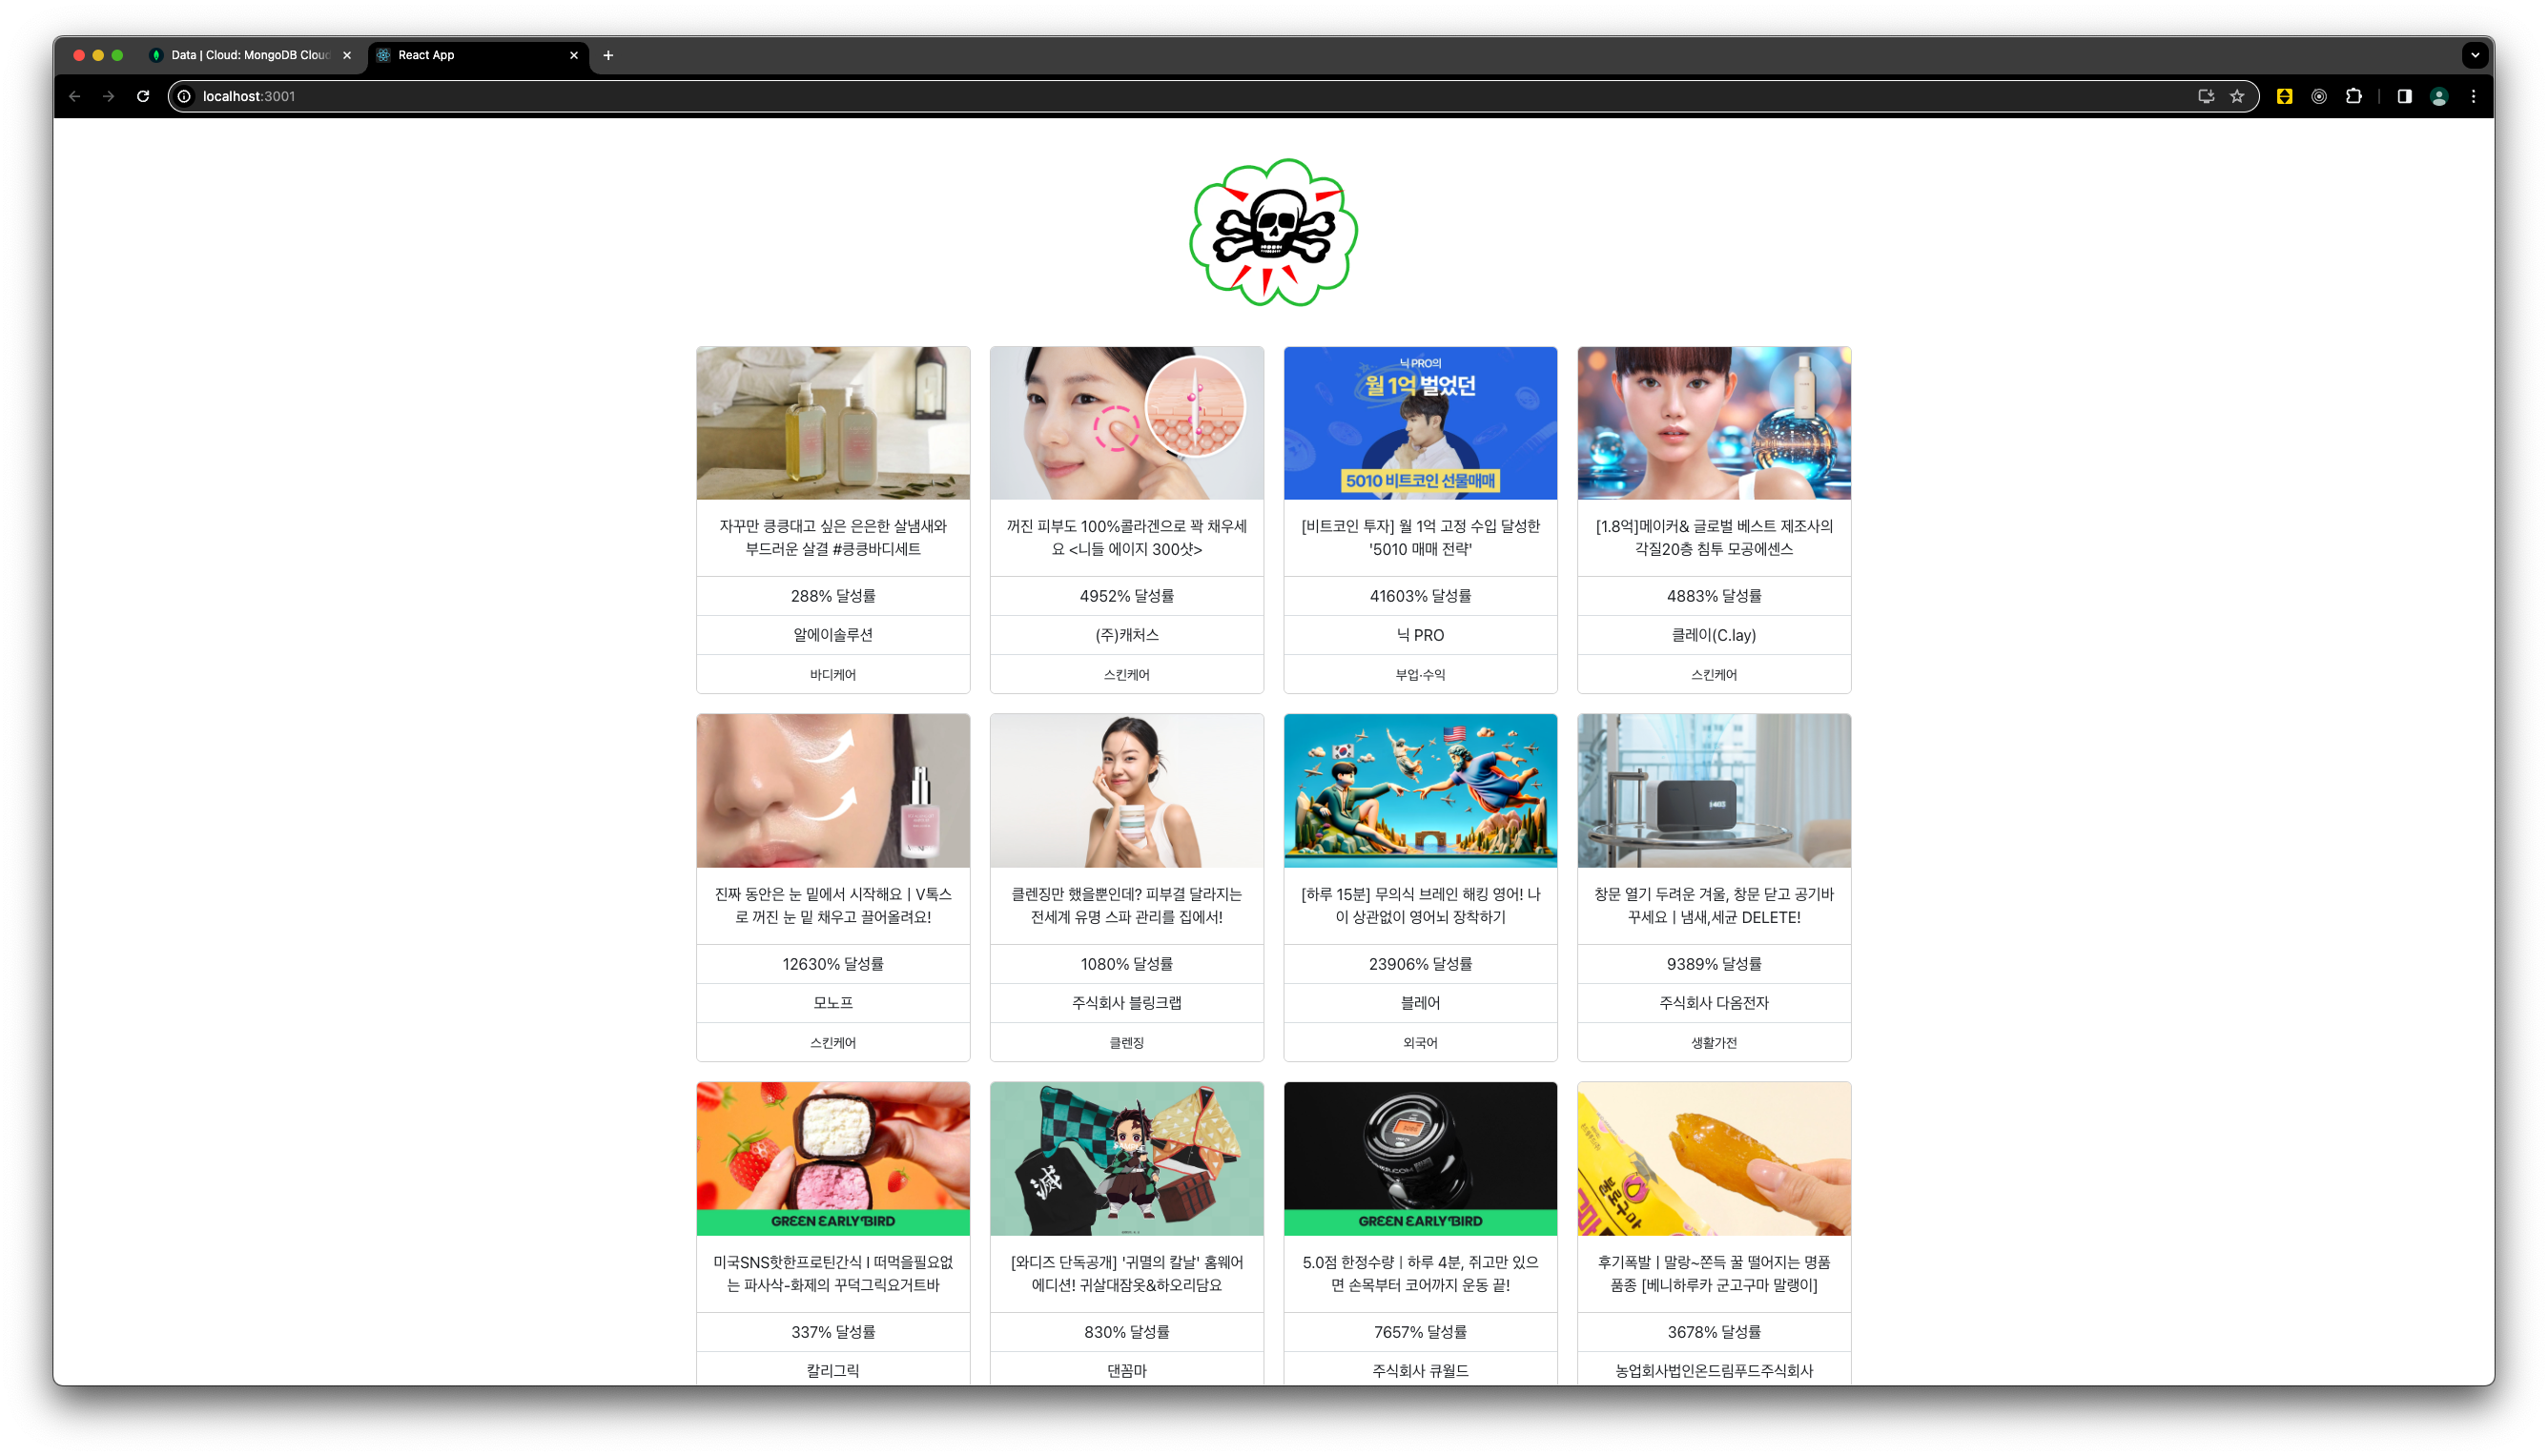 Data | Cloud: MongoDB Cloud
React App
localhost:3001
닉 PRO의
월 1억 벌었던
5010 비트코인 선물매매
자꾸만 킁킁대고 싶은 은은한 살냄새와
부드러운 살결 #킁킁바디세트
288% 달성률
알에이솔루션
바디케어
꺼진 피부도 100%콜라겐으로 꽉 채우세
요 <니들 에이지 300샷>
4952% 달성률
(주)캐처스
스킨케어
[비트코인 투자] 월 1억 고정 수입 달성한
'5010 매매 전략'
41603% 달성률
닉 PRO
부업·수익
[1.8억]메이커& 글로벌 베스트 제조사의
각질20층 침투 모공에센스
4883% 달성률
클레이(C.lay)
스킨케어
진짜 동안은 눈 밑에서 시작해요 | V톡스
로 꺼진 눈 밑 채우고 끌어올려요!
12630% 달성률
모노프
스킨케어
클렌징만 했을뿐인데? 피부결 달라지는
전세계 유명 스파 관리를 집에서!
1080% 달성률
주식회사 블링크랩
클렌징
[하루 15분] 무의식 브레인 해킹 영어! 나
이 상관없이 영어뇌 장착하기
23906% 달성률
블레어
외국어
창문 열기 두려운 겨울, 창문 닫고 공기바
꾸세요 | 냄새,세균 DELETE!
9389% 달성률
주식회사 다옴전자
생활가전
GREEN EARLY BIRD
미국SNS핫한프로틴간식 l 떠먹을필요없
는 파사삭-화제의 꾸덕그릭요거트바
337% 달성률
칼리그릭
滅
[와디즈 단독공개] '귀멸의 칼날' 홈웨어
에디션! 귀살대잠옷&하오리담요
830% 달성률
댄꼼마
GREEN EARLY BIRD
5.0점 한정수량 | 하루 4분, 쥐고만 있으
면 손목부터 코어까지 운동 끝!
7657% 달성률
주식회사 큐월드
후기폭발 | 말랑~쫀득 꿀 떨어지는 명품
품종 [베니하루카 군고구마 말랭이]
3678% 달성률
농업회사법인온드림푸드주식회사